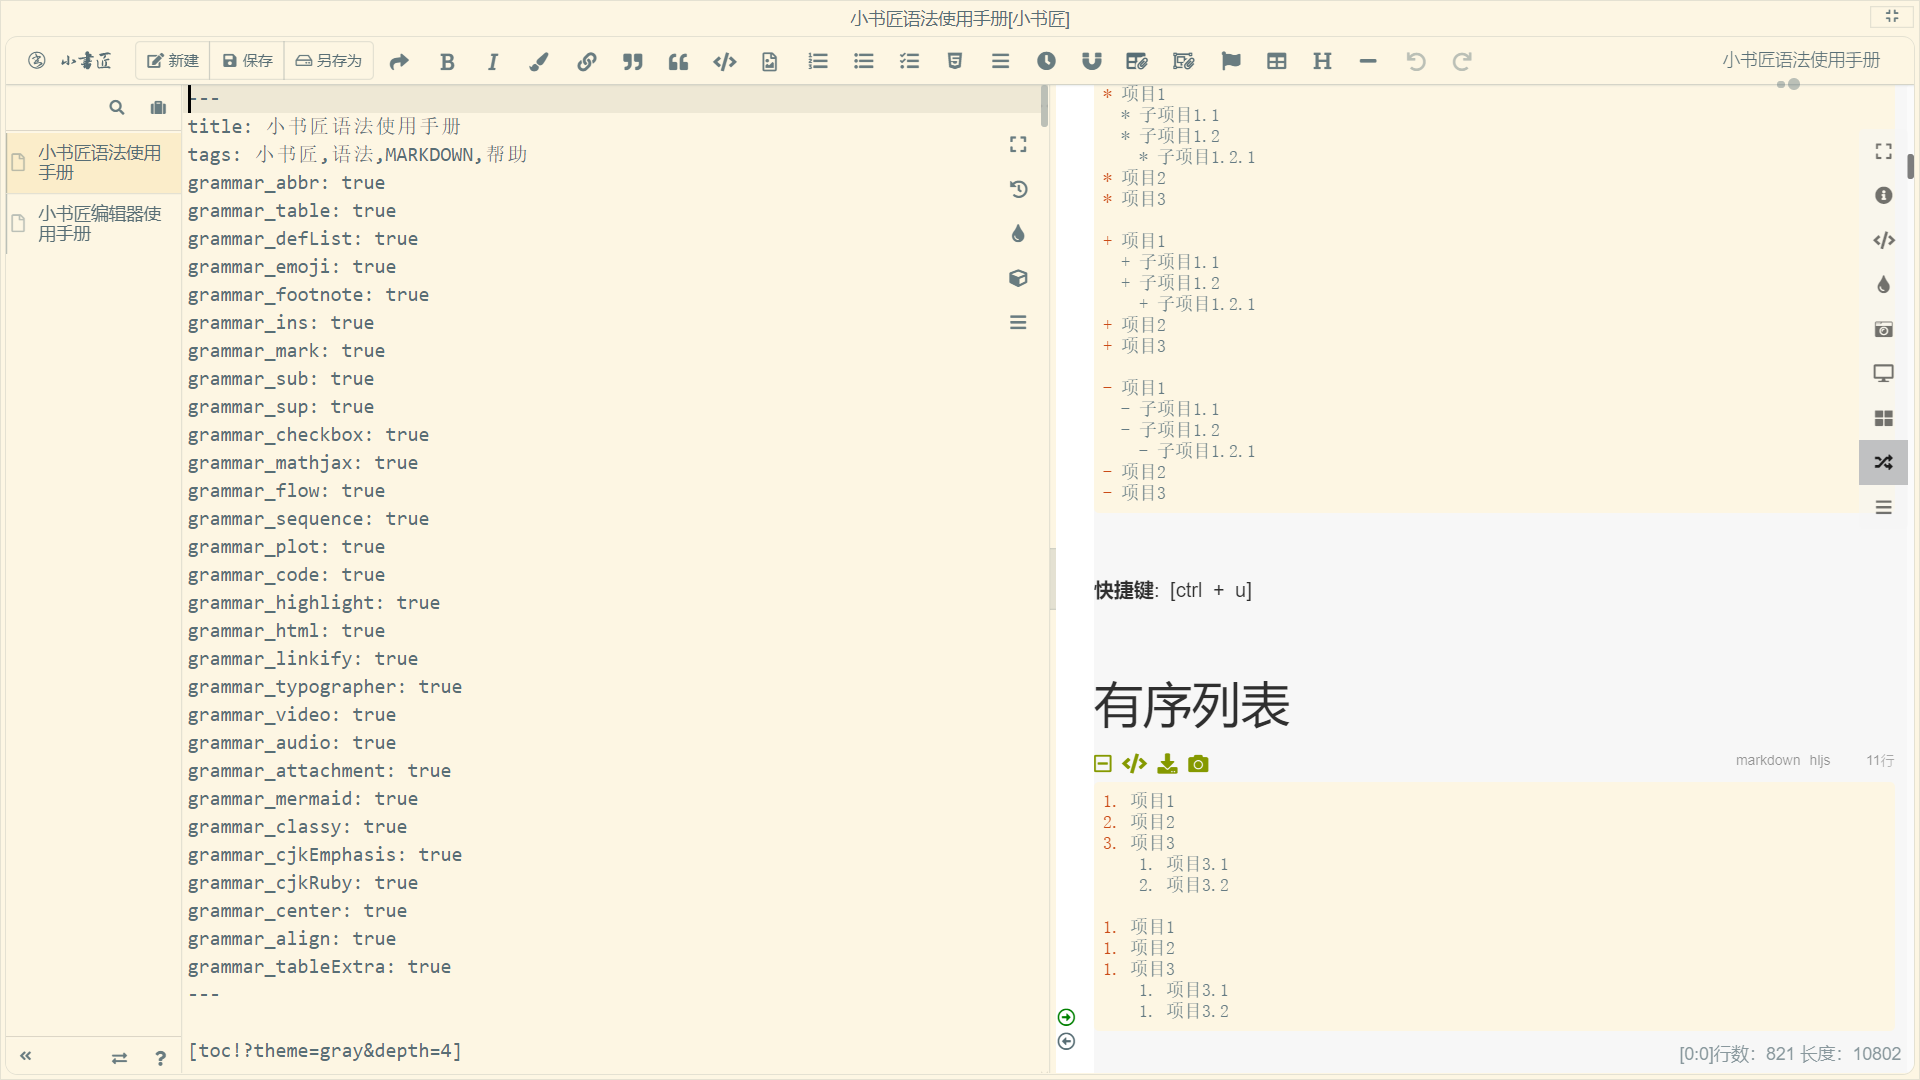 小书匠语法使用手册[小书匠]
小書匠
新建
保存
另存为
小书匠语法使用手册
小书匠语法使用
手册
小书匠编辑器使
用手册
---
title: 小书匠语法使用手册
tags: 小书匠,语法,MARKDOWN,帮助
grammar_abbr: true
grammar_table: true
grammar_defList: true
grammar_emoji: true
grammar_footnote: true
grammar_ins: true
grammar_mark: true
grammar_sub: true
grammar_sup: true
grammar_checkbox: true
grammar_mathjax: true
grammar_flow: true
grammar_sequence: true
grammar_plot: true
grammar_code: true
grammar_highlight: true
grammar_html: true
grammar_linkify: true
grammar_typographer: true
grammar_video: true
grammar_audio: true
grammar_attachment: true
grammar_mermaid: true
grammar_classy: true
grammar_cjkEmphasis: true
grammar_cjkRuby: true
grammar_center: true
grammar_align: true
grammar_tableExtra: true
---
[toc!?theme=gray&depth=4]
* 项目1
* 子项目1.1
* 子项目1.2
* 子项目1.2.1
* 项目2
* 项目3
+ 项目1
+ 子项目1.1
+ 子项目1.2
+ 子项目1.2.1
+ 项目2
+ 项目3
- 项目1
- 子项目1.1
- 子项目1.2
- 子项目1.2.1
- 项目2
- 项目3
快捷键: [ctrl + u]
有序列表
markdown hljs 11行
1. 项目1
2. 项目2
3. 项目3
1. 项目3.1
2. 项目3.2
1. 项目1
1. 项目2
1. 项目3
1. 项目3.1
1. 项目3.2
[0:0]行数: 821 长度: 10802